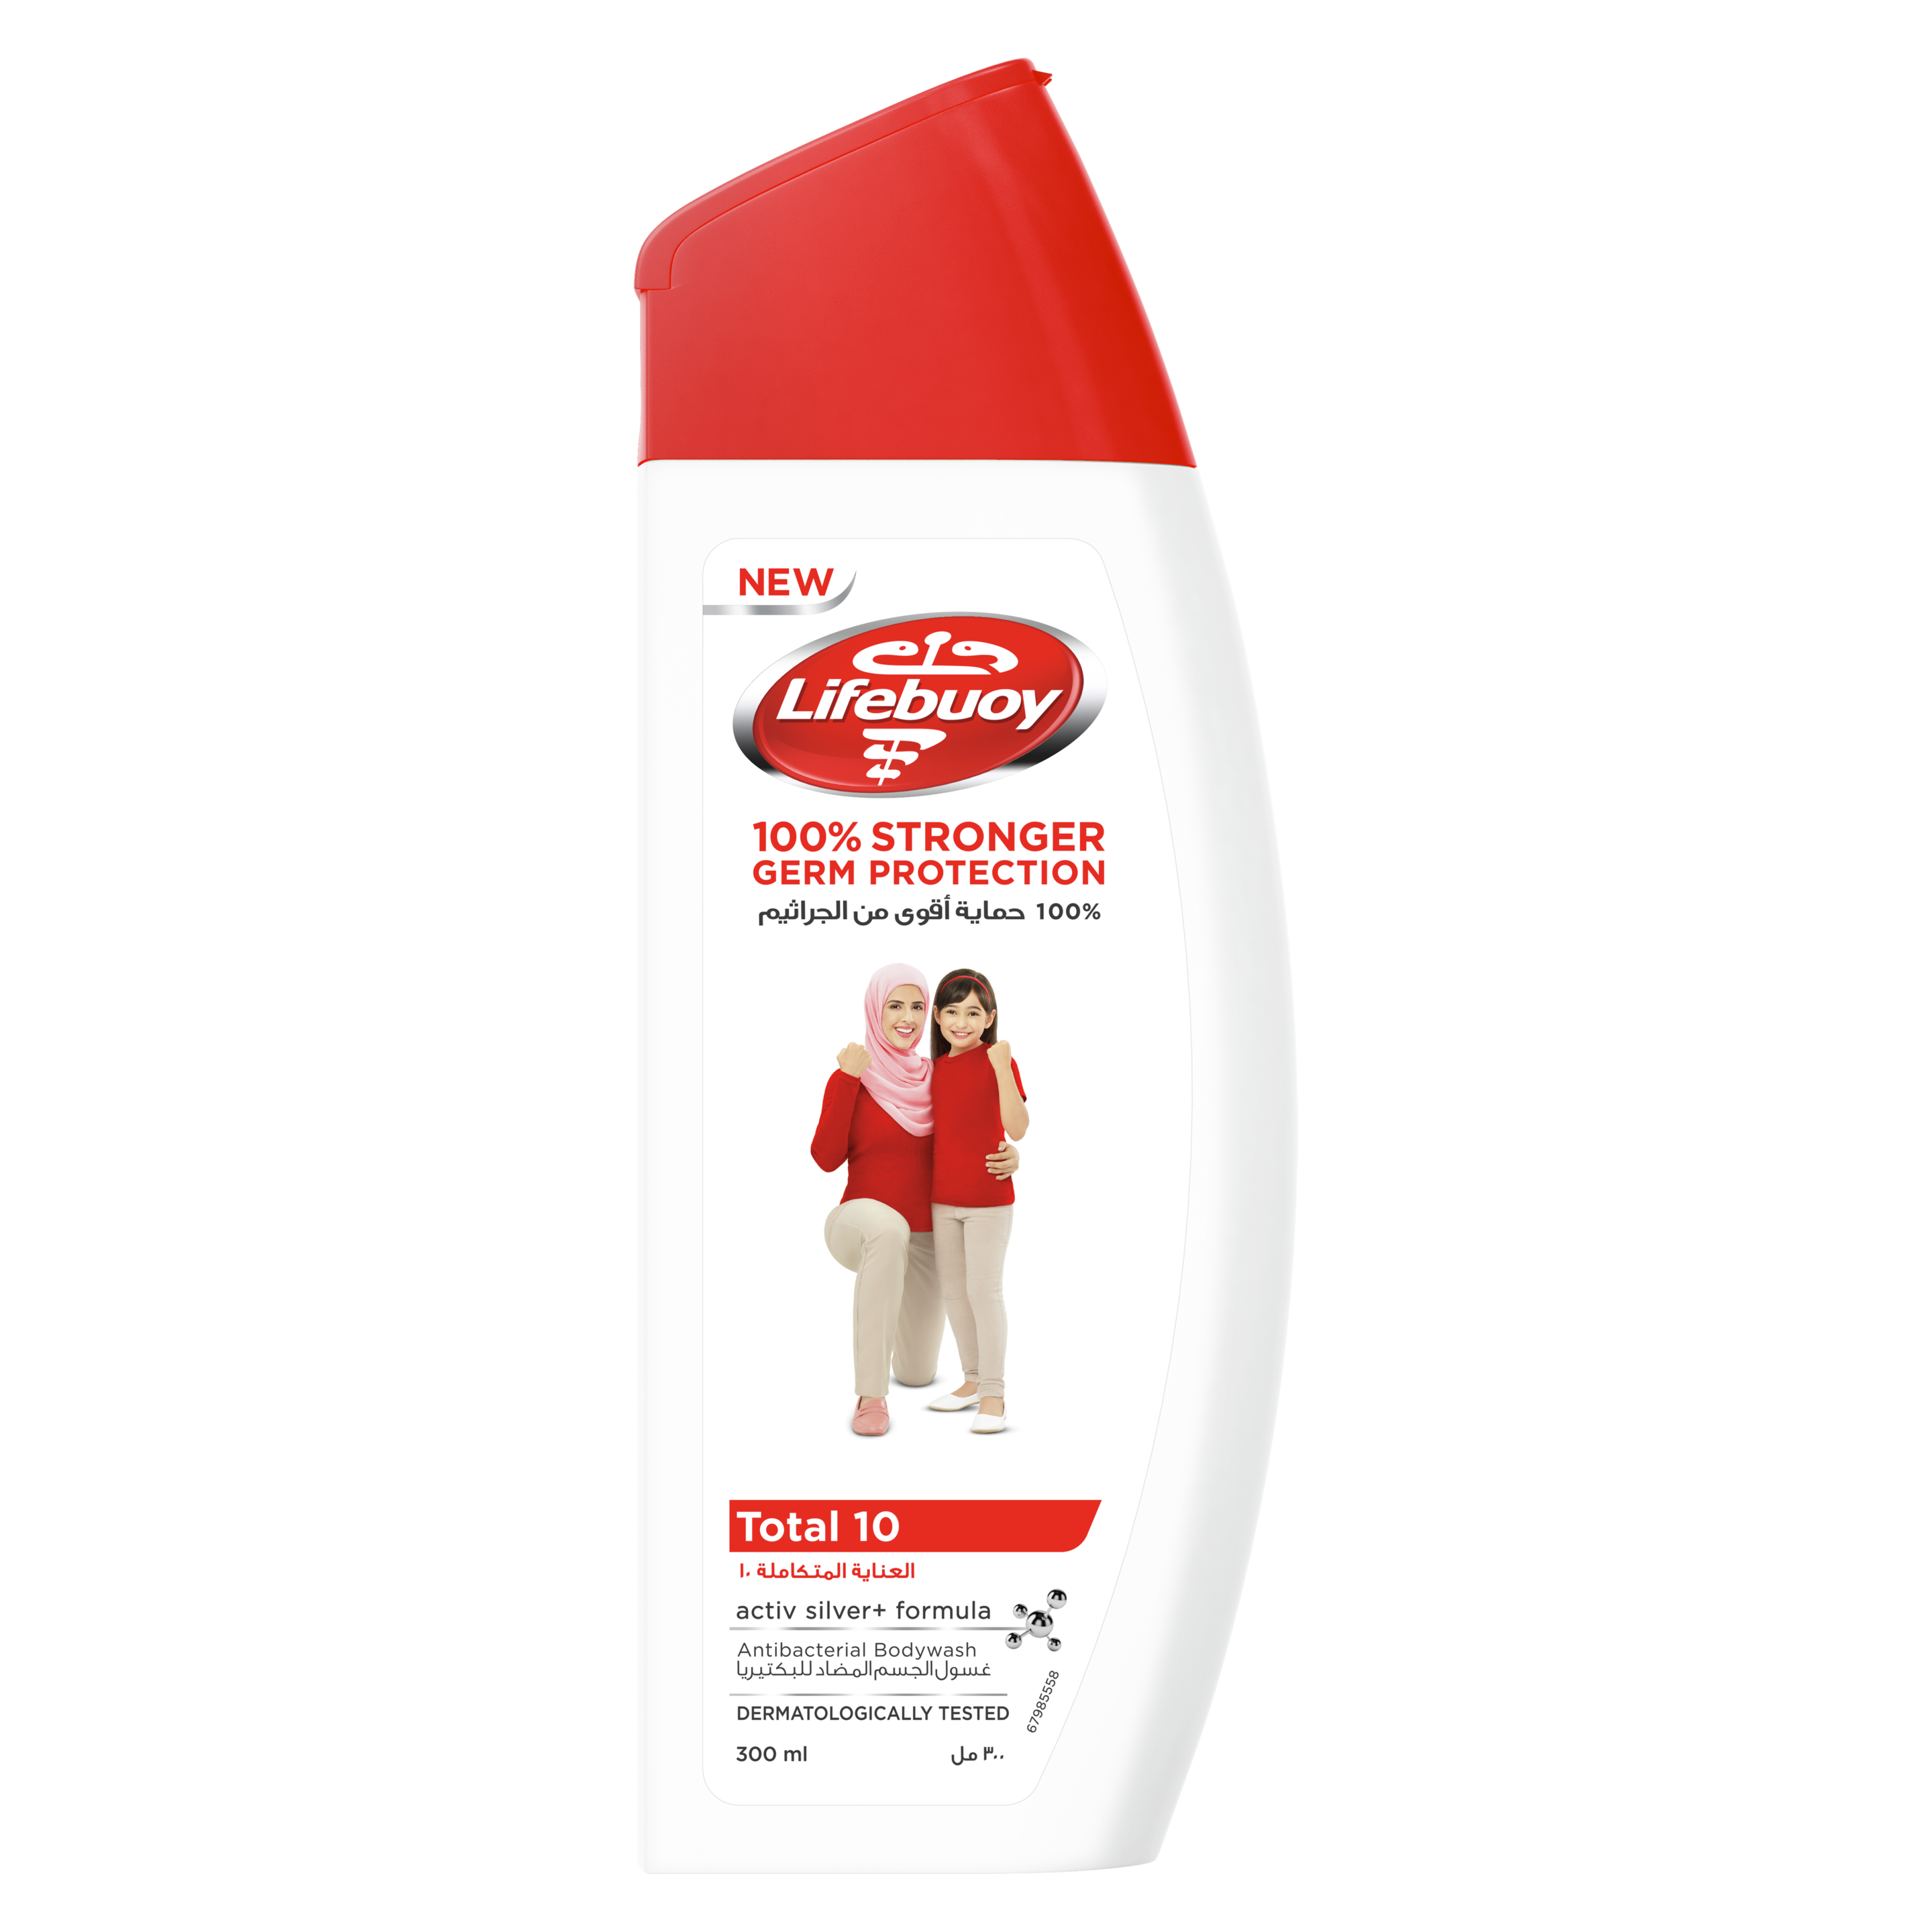 NEW
Lifebuoy
100% STRONGER
GERM PROTECTION
100% حماية أقوى من الجراثيم
Total 10
العناية المتكاملة ١٠
activ silver+ formula
Antibacterial Bodywash
غسول الجسم المضاد للبكتيريا
DERMATOLOGICALLY TESTED
67985558
300 ml
٣٠٠ مل